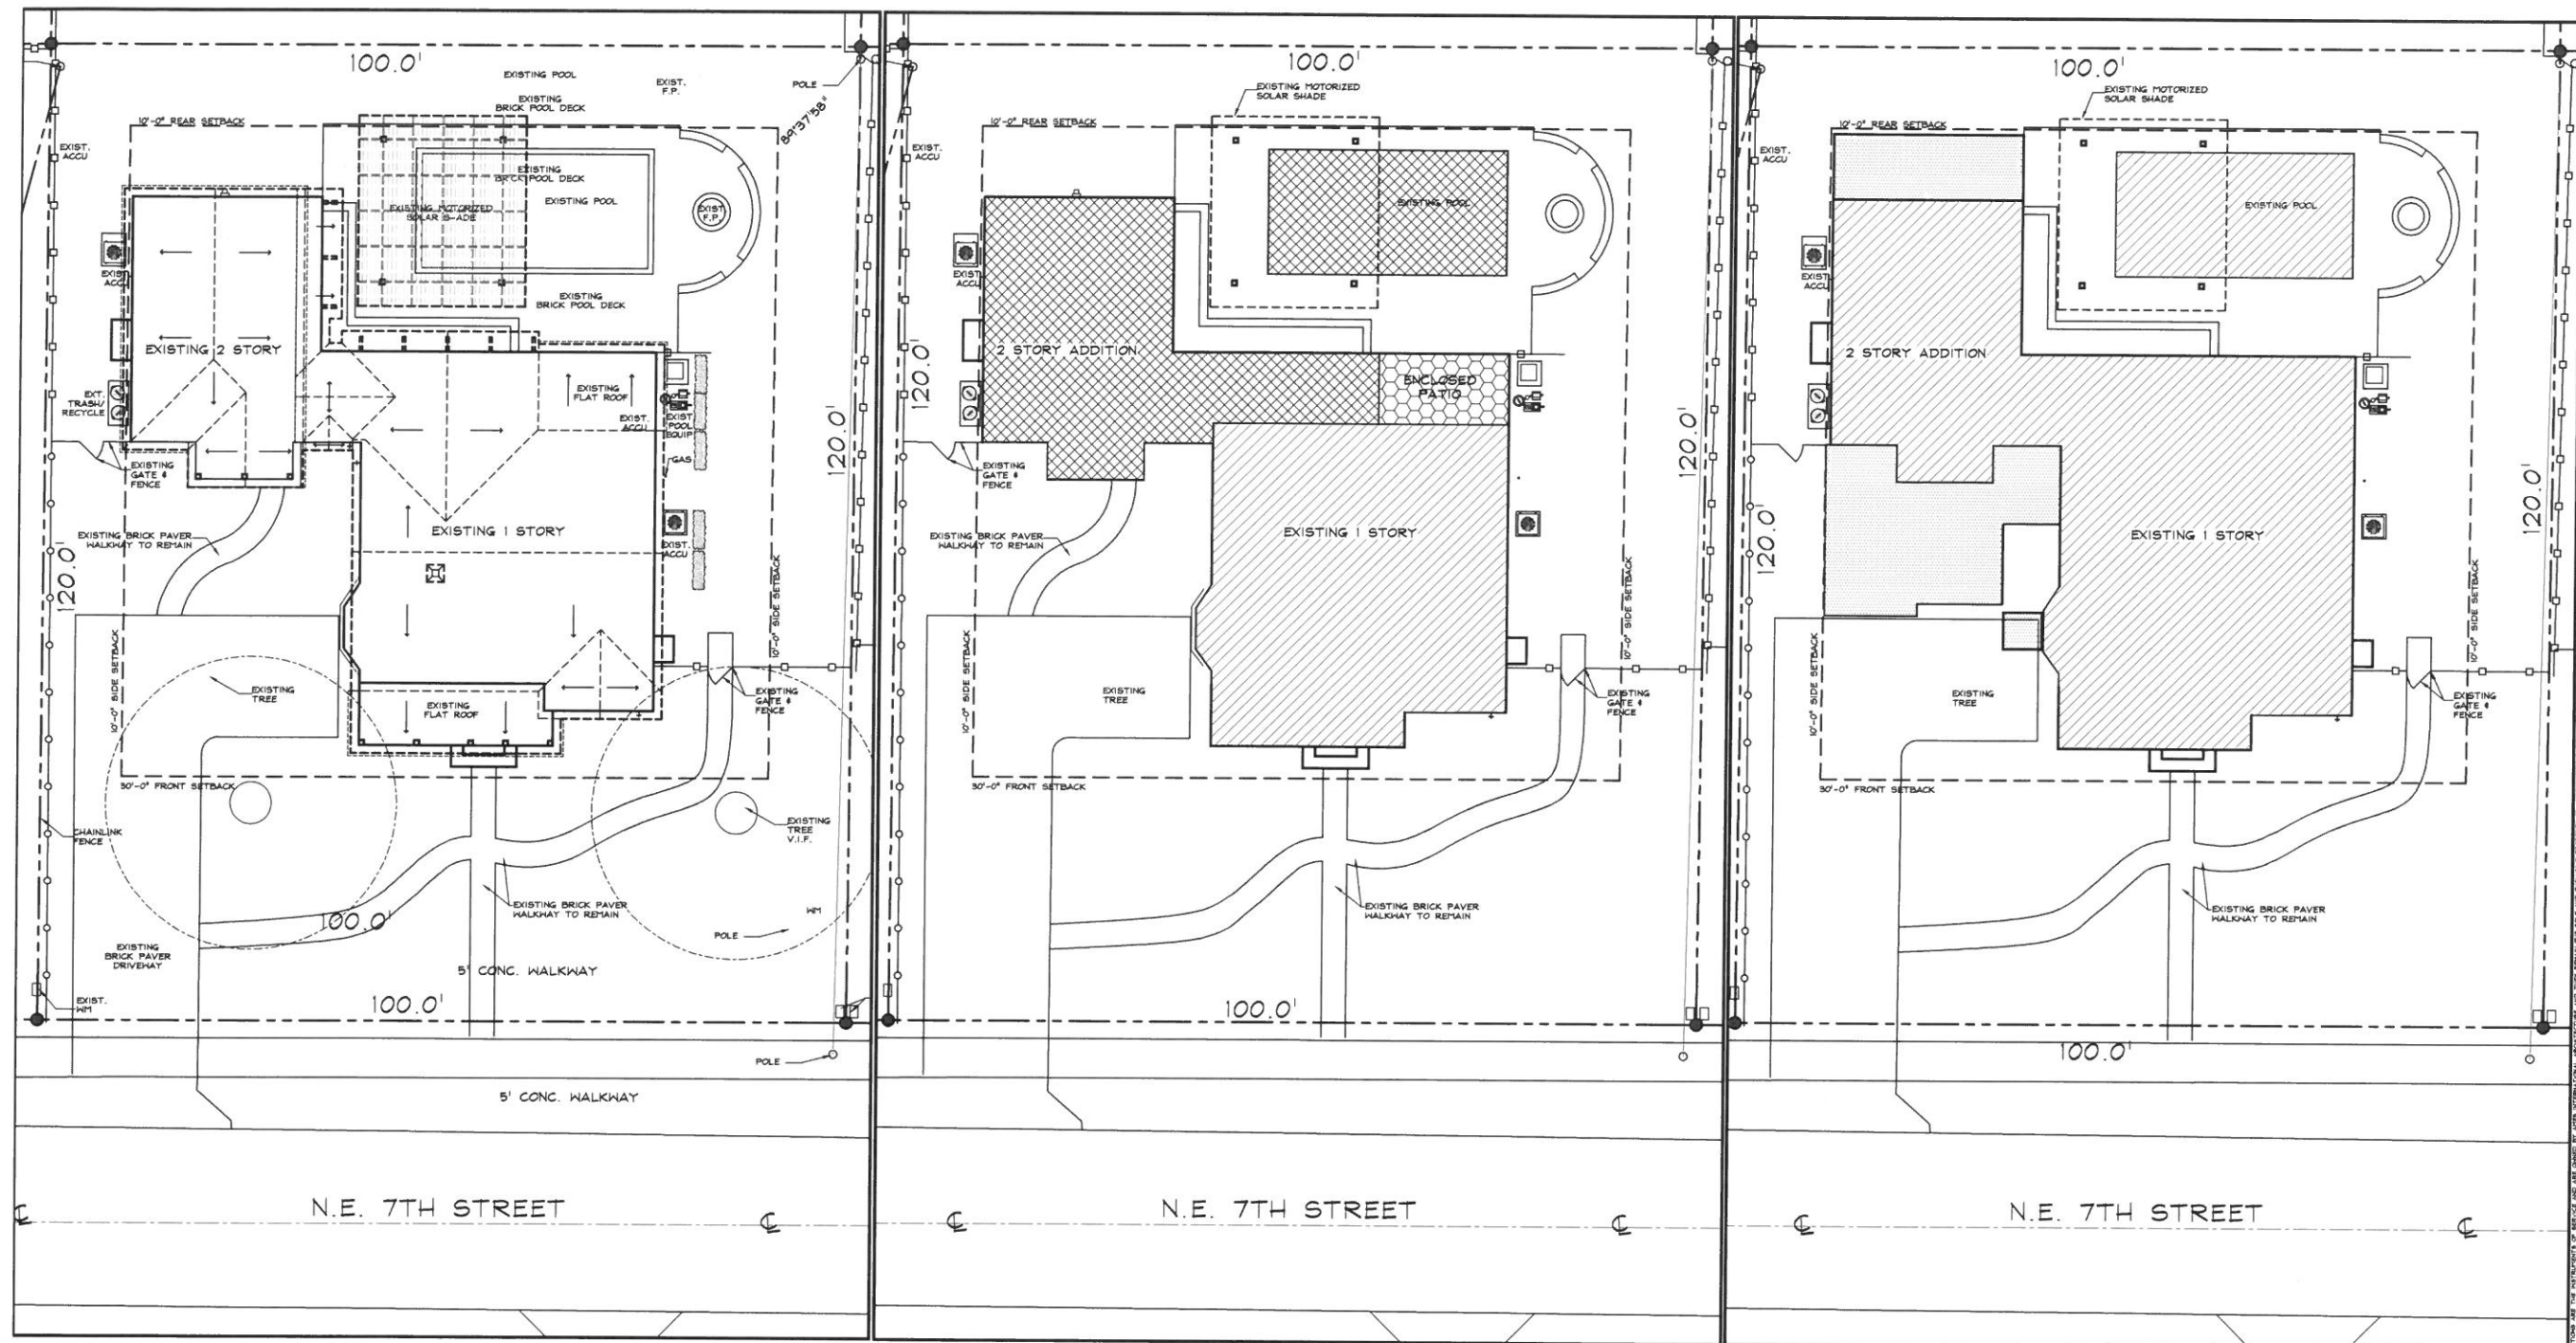 100.0'
EXISTING POOL
EXIST.
F.P.
POLE
89°37'58"
EXISTING
BRICK POOL DECK
10'-0" REAR SETBACK
EXIST.
ACCU
EXISTING
BRICK POOL DECK
EXISTING POOL
EXISTING MOTORIZED
EXIST.
F.P.
EXIST.
ACCU
EXISTING
BRICK POOL DECK
EXISTING 2 STORY
EXISTING
FLAT ROOF
EXT.
TRASH/
RECYCLE
EXIST.
ACCU
EXIST.
POOL
EQUIP
120.0'
GAS
EXISTING
GATE &
FENCE
EXISTING BRICK PAVER
WALKWAY TO REMAIN
EXISTING 1 STORY
EXIST.
ACCU
120.0'
10'-0" SIDE SETBACK
10'-0" SIDE SETBACK
EXISTING
TREE
EXISTING
FLAT ROOF
EXISTING
GATE &
FENCE
30'-0" FRONT SETBACK
CHAINLINK
FENCE
EXISTING
TREE
V.I.F.
EXISTING BRICK PAVER
WALKWAY TO REMAIN
WM
100.0'
POLE
EXISTING
BRICK PAVER
DRIVEWAY
5' CONC. WALKWAY
EXIST.
WM
100.0'
POLE
5' CONC. WALKWAY
N.E. 7TH STREET
100.0'
EXISTING MOTORIZED
SOLAR SHADE
10'-0" REAR SETBACK
EXIST.
ACCU
EXISTING POOL
EXIST.
ACCU
2 STORY ADDITION
ENCLOSED
PATIO
120.0'
120.0'
EXISTING
GATE &
FENCE
EXISTING BRICK PAVER
WALKWAY TO REMAIN
EXISTING 1 STORY
10'-0" SIDE SETBACK
10'-0" SIDE SETBACK
EXISTING
TREE
EXISTING
GATE &
FENCE
30'-0" FRONT SETBACK
EXISTING BRICK PAVER
WALKWAY TO REMAIN
100.0'
N.E. 7TH STREET
100.0'
EXISTING MOTORIZED
SOLAR SHADE
10'-0" REAR SETBACK
EXIST.
ACCU
EXISTING POOL
EXIST.
ACCU
2 STORY ADDITION
120.0'
120.0'
EXISTING 1 STORY
10'-0" SIDE SETBACK
10'-0" SIDE SETBACK
EXISTING
TREE
EXISTING
GATE &
FENCE
30'-0" FRONT SETBACK
EXISTING BRICK PAVER
WALKWAY TO REMAIN
100.0'
N.E. 7TH STREET